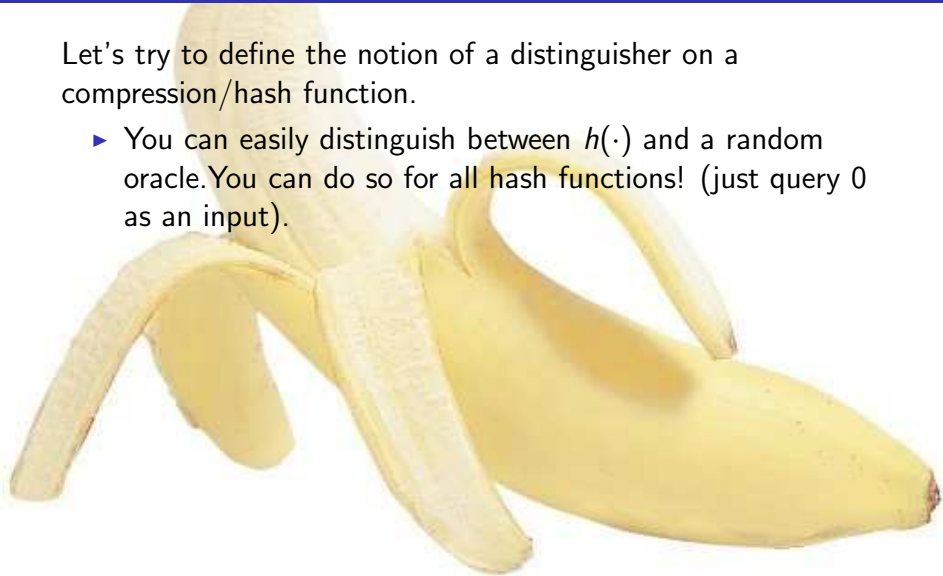 Let's try to define the notion of a distinguisher on a
compression/hash function.
▶ You can easily distinguish between h(·) and a random
oracle.You can do so for all hash functions! (just query 0
as an input).